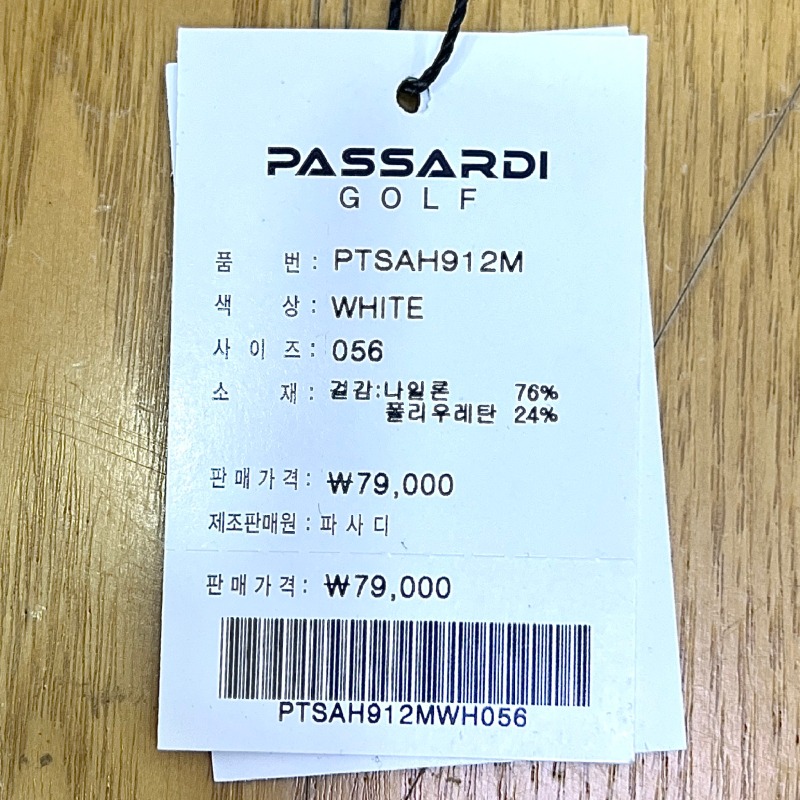 PASSARDI
GOLF
품 번 : PTSAH912M
색 상 : WHITE
사 이 즈 : 056
소 재 : 겉감:나일론 76%
폴리우레탄 24%
판 매 가 격 : ₩79,000
제조판매원 : 파 사 디
판 매 가 격 : ₩79,000
PTSAH912MWH056